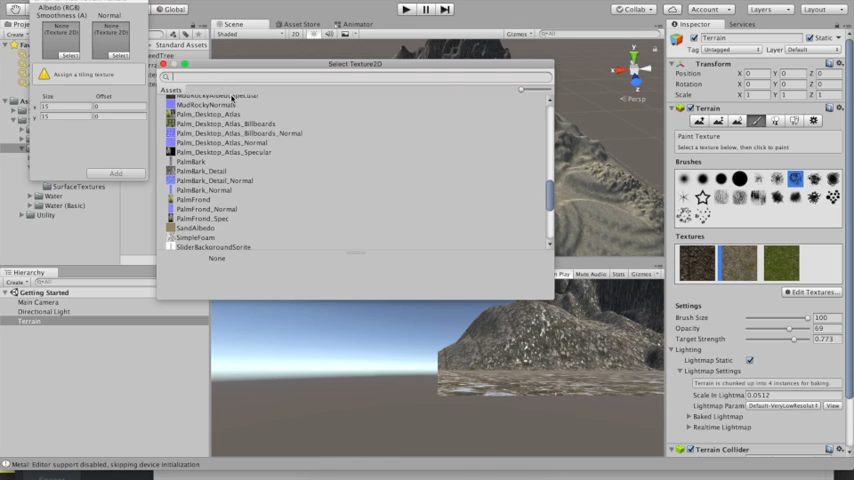 Albedo (RGB)
Smoothness (A) Normal
None
(Texture 2D)
Select
None
(Texture 2D)
Select
Assign a tiling texture
Size Offset
x 15 0
y 15 0
Add
Standard Assets
SurfaceTextures
Water
Water (Basic)
Utility
Global
Collab
Account
Layers
Layout
Scene
Asset Store
Animator
Shaded
2D
Gizmos
All
Persp
Select Texture2D
Assets
MudRockyAlbedoSpecular
MudRockyNormals
Palm_Desktop_Atlas
Palm_Desktop_Atlas_Billboards
Palm_Desktop_Atlas_Billboards_Normal
Palm_Desktop_Atlas_Normal
Palm_Desktop_Atlas_Specular
PalmBark
PalmBark_Detail
PalmBark_Detail_Normal
PalmBark_Normal
PalmFrond
PalmFrond_Normal
PalmFrond_Spec
SandAlbedo
SimpleFoam
SliderBackgroundSprite
None
Play Mute Audio Stats Gizmos
Hierarchy
Create All
Getting Started
Main Camera
Directional Light
Terrain
Inspector
Services
Terrain
Static
Tag Untagged Layer Default
Transform
Position X 0 Y 0 Z 0
Rotation X 0 Y 0 Z 0
Scale X 1 Y 1 Z 1
Terrain
Paint Texture
Select a texture below, then click to paint
Brushes
Textures
Edit Textures...
Settings
Brush Size 100
Opacity 69
Target Strength 0.773
Lighting
Lightmap Static
Lightmap Settings
Terrain is chunked up into 4 instances for baking.
Scale In Lightma 0.0512
Lightmap Param Default-VeryLowResolut View
Baked Lightmap
Realtime Lightmap
Terrain Collider
Metal: Editor support disabled, skipping device initialization